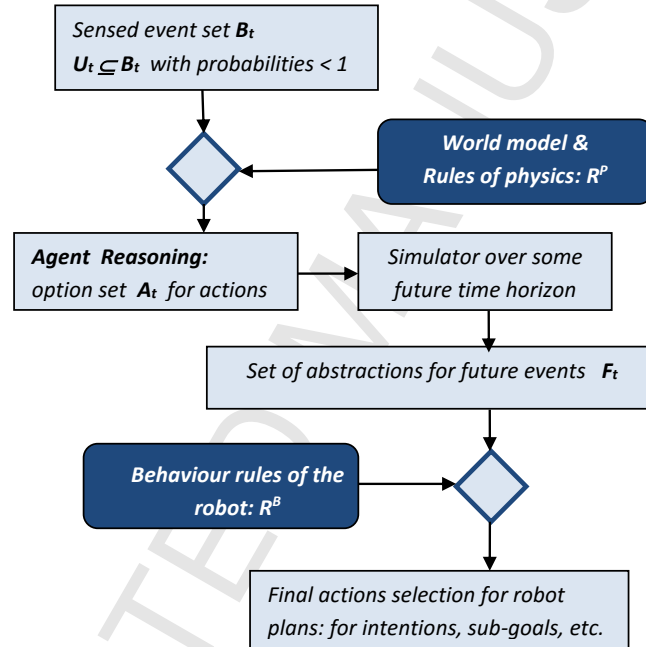 Sensed event set Bₜ
Uₜ ⊆ Bₜ with probabilities < 1
World model &
Rules of physics: Rᴾ
Agent Reasoning:
option set Aₜ for actions
Simulator over some
future time horizon
Set of abstractions for future events Fₜ
Behaviour rules of the
robot: Rᴮ
Final actions selection for robot
plans: for intentions, sub-goals, etc.